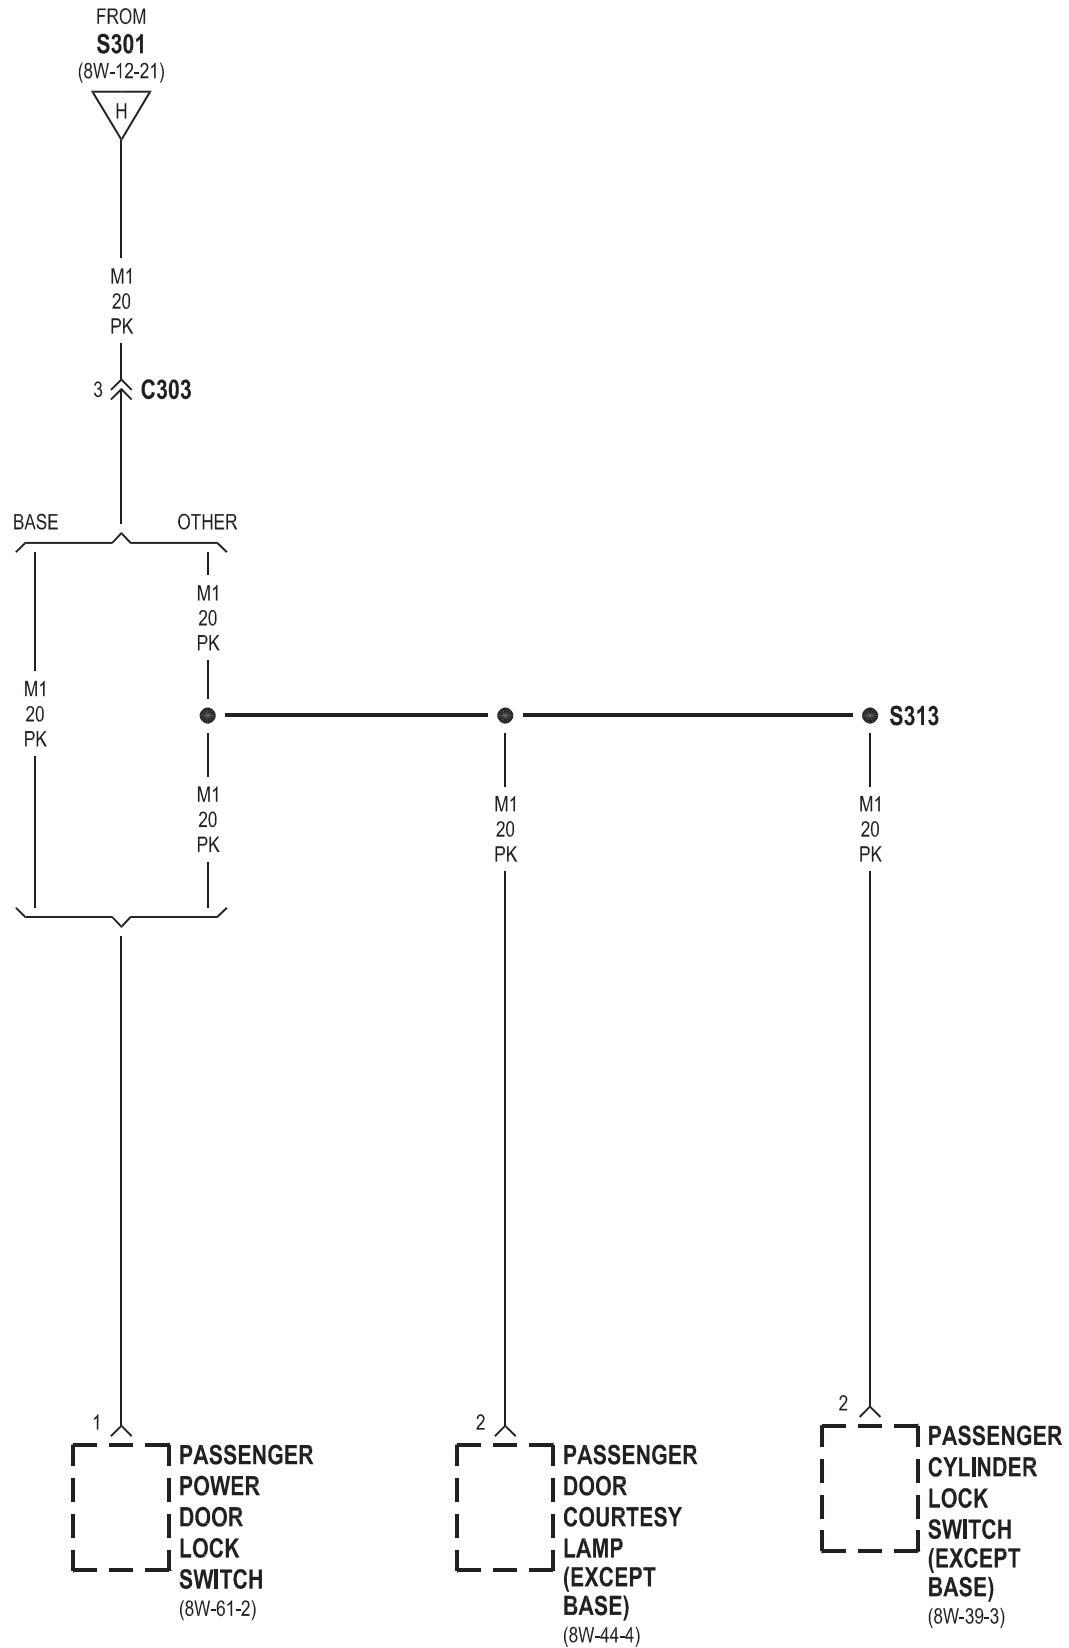 FROM
S301
(8W-12-21)
H
M1
20
PK
3
C303
BASE
OTHER
M1
20
PK
M1
20
PK
S313
M1
20
PK
M1
20
PK
M1
20
PK
1
PASSENGER
POWER
DOOR
LOCK
SWITCH
(8W-61-2)
2
PASSENGER
DOOR
COURTESY
LAMP
(EXCEPT
BASE)
(8W-44-4)
2
PASSENGER
CYLINDER
LOCK
SWITCH
(EXCEPT
BASE)
(8W-39-3)